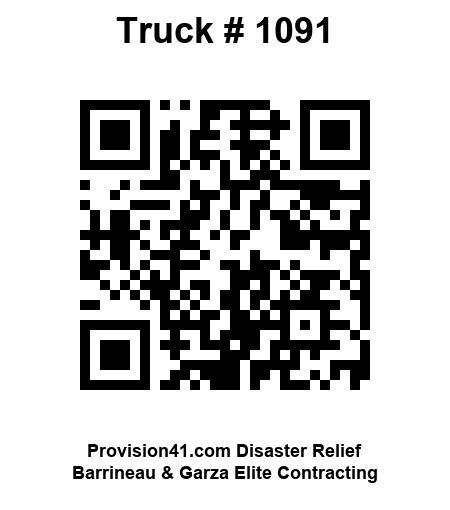 Truck # 1091
Provision41.com Disaster Relief
Barrineau & Garza Elite Contracting